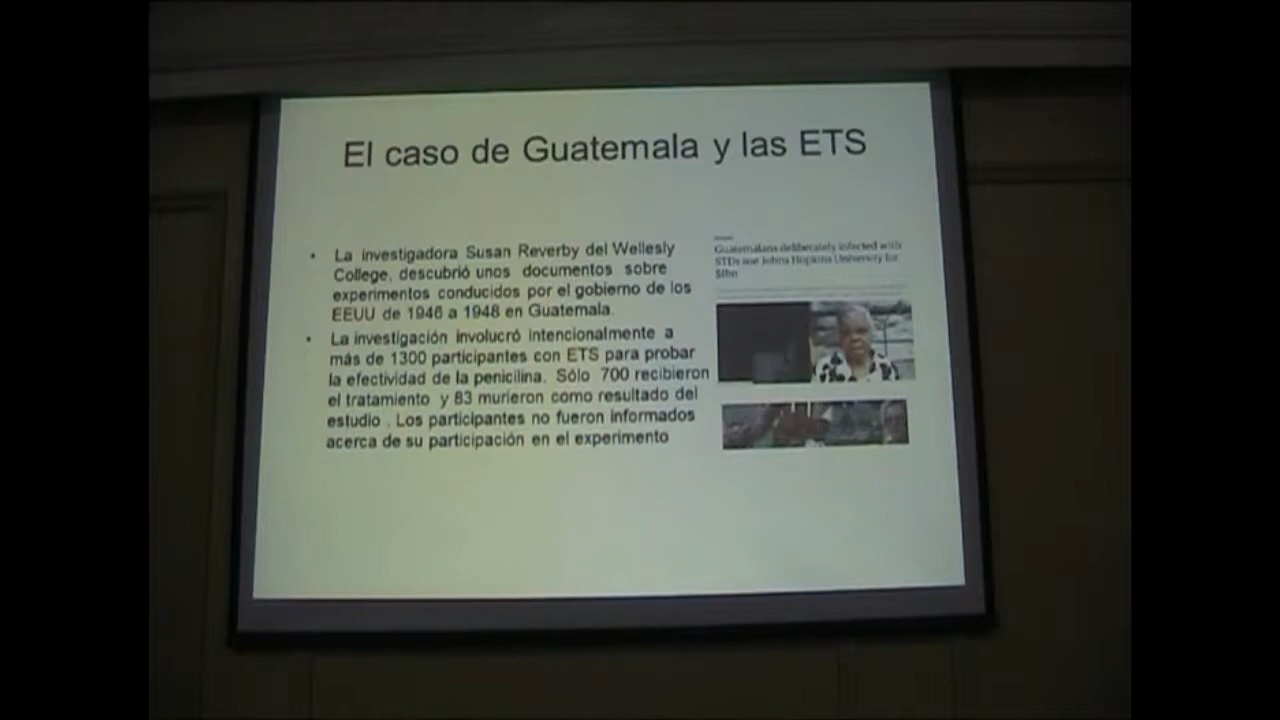 El caso de Guatemala y las ETS
• La investigadora Susan Reverby del Wellesly
College, descubrió unos documentos sobre
experimentos conducidos por el gobierno de los
EEUU de 1946 a 1948 en Guatemala.
• La investigación involucró intencionalmente a
más de 1300 participantes con ETS para probar
la efectividad de la penicilina. Sólo 700 recibieron
el tratamiento y 83 murieron como resultado del
estudio . Los participantes no fueron informados
acerca de su participación en el experimento
Guatemalans deliberately infected with
STDs sue Johns Hopkins University for
$1bn